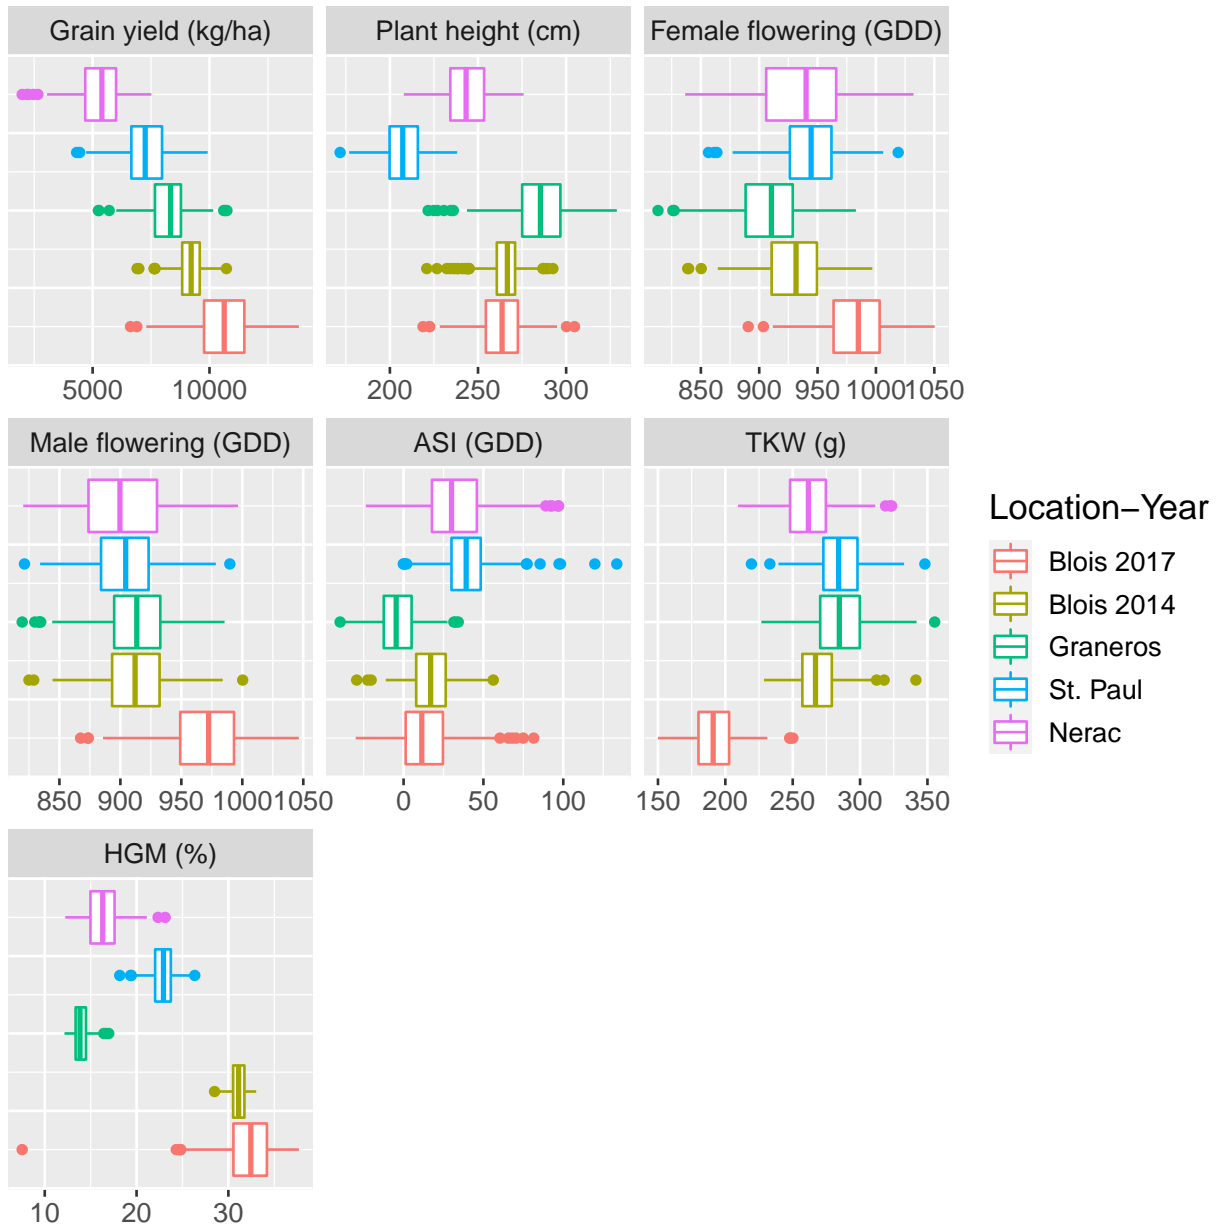 Grain yield (kg/ha) Plant height (cm) Female flowering (GDD)
5000 10000 200 250 300 850 900 950 1000 1050
Male flowering (GDD) ASI (GDD) TKW (g)
850 900 950 1000 1050 0 50 100 150 200 250 300 350
Location−Year
Blois 2017
Blois 2014
Graneros
St. Paul
Nerac
HGM (%)
10 20 30